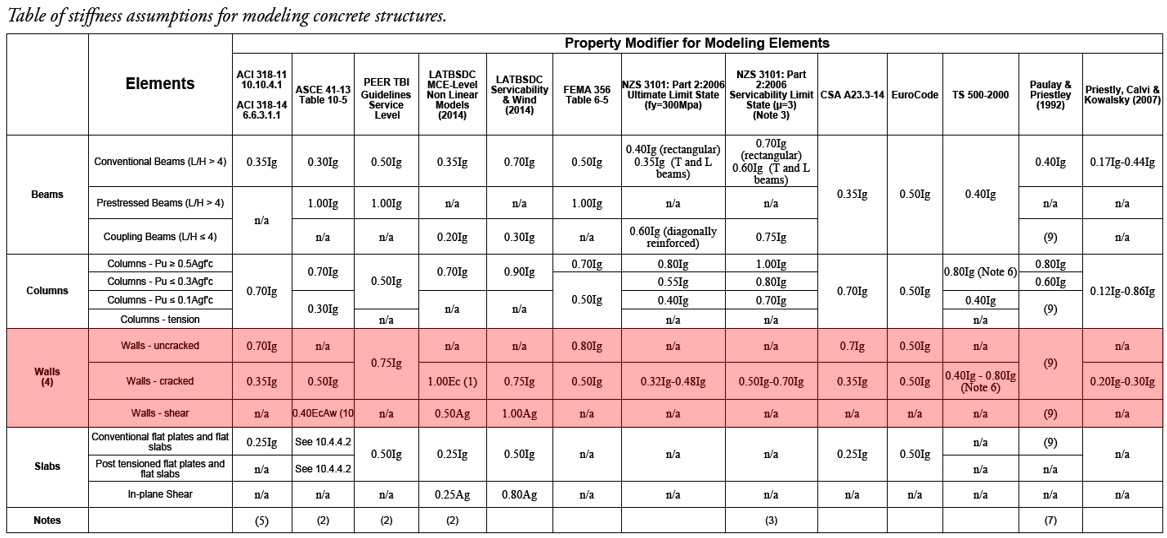 Table of stiffness assumptions for modeling concrete structures.
Property Modifier for Modeling Elements
Elements
ACI 318-11
10.10.4.1
ACI 318-14
6.6.3.1.1
ASCE 41-13
Table 10-5
PEER TBI
Guidelines
Service
Level
LATBSDC
MCE-Level
Non Linear
Models
(2014)
LATBSDC
Servicability
& Wind
(2014)
FEMA 356
Table 6-5
NZS 3101: Part 2:2006
Ultimate Limit State
(fy=300Mpa)
NZS 3101: Part
2:2006
Servicability Limit
State (µ=3)
(Note 3)
CSA A23.3-14
EuroCode
TS 500-2000
Paulay &
Priestley
(1992)
Priestly, Calvi &
Kowalsky (2007)
Beams
Conventional Beams (L/H > 4)
0.35Ig
0.30Ig
0.50Ig
0.35Ig
0.70Ig
0.50Ig
0.40Ig (rectangular)
0.35Ig (T and L
beams)
0.70Ig
(rectangular)
0.60Ig (T and L
beams)
0.35Ig
0.50Ig
0.40Ig
0.40Ig
0.17Ig-0.44Ig
Prestressed Beams (L/H > 4)
n/a
1.00Ig
1.00Ig
n/a
n/a
1.00Ig
n/a
n/a
n/a
n/a
Coupling Beams (L/H ≤ 4)
n/a
n/a
0.20Ig
0.30Ig
n/a
0.60Ig (diagonally
reinforced)
0.75Ig
(9)
n/a
Columns
Columns - Pu ≥ 0.5Agf'c
0.70Ig
0.70Ig
0.50Ig
0.70Ig
0.90Ig
0.70Ig
0.80Ig
1.00Ig
0.70Ig
0.50Ig
0.80Ig (Note 6)
0.80Ig
0.12Ig-0.86Ig
Columns - Pu ≤ 0.3Agf'c
0.50Ig
0.55Ig
0.80Ig
0.60Ig
Columns - Pu ≤ 0.1Agf'c
0.30Ig
n/a
n/a
0.40Ig
0.70Ig
0.40Ig
(9)
Columns - tension
n/a
n/a
n/a
n/a
Walls
(4)
Walls - uncracked
0.70Ig
n/a
0.75Ig
n/a
n/a
0.80Ig
n/a
n/a
0.7Ig
0.50Ig
n/a
(9)
n/a
Walls - cracked
0.35Ig
0.50Ig
1.00Ec (1)
0.75Ig
0.50Ig
0.32Ig-0.48Ig
0.50Ig-0.70Ig
0.35Ig
0.50Ig
0.40Ig - 0.80Ig
(Note 6)
0.20Ig-0.30Ig
Walls - shear
n/a
0.40EcAw (10
n/a
0.50Ag
1.00Ag
n/a
n/a
n/a
n/a
n/a
n/a
(9)
n/a
Slabs
Conventional flat plates and flat
slabs
0.25Ig
See 10.4.4.2
0.50Ig
0.25Ig
0.50Ig
n/a
n/a
n/a
0.25Ig
0.50Ig
n/a
(9)
n/a
Post tensioned flat plates and
flat slabs
n/a
See 10.4.4.2
n/a
n/a
In-plane Shear
n/a
n/a
n/a
0.25Ag
0.80Ag
n/a
n/a
n/a
n/a
n/a
n/a
n/a
n/a
Notes
(5)
(2)
(2)
(2)
(3)
(7)